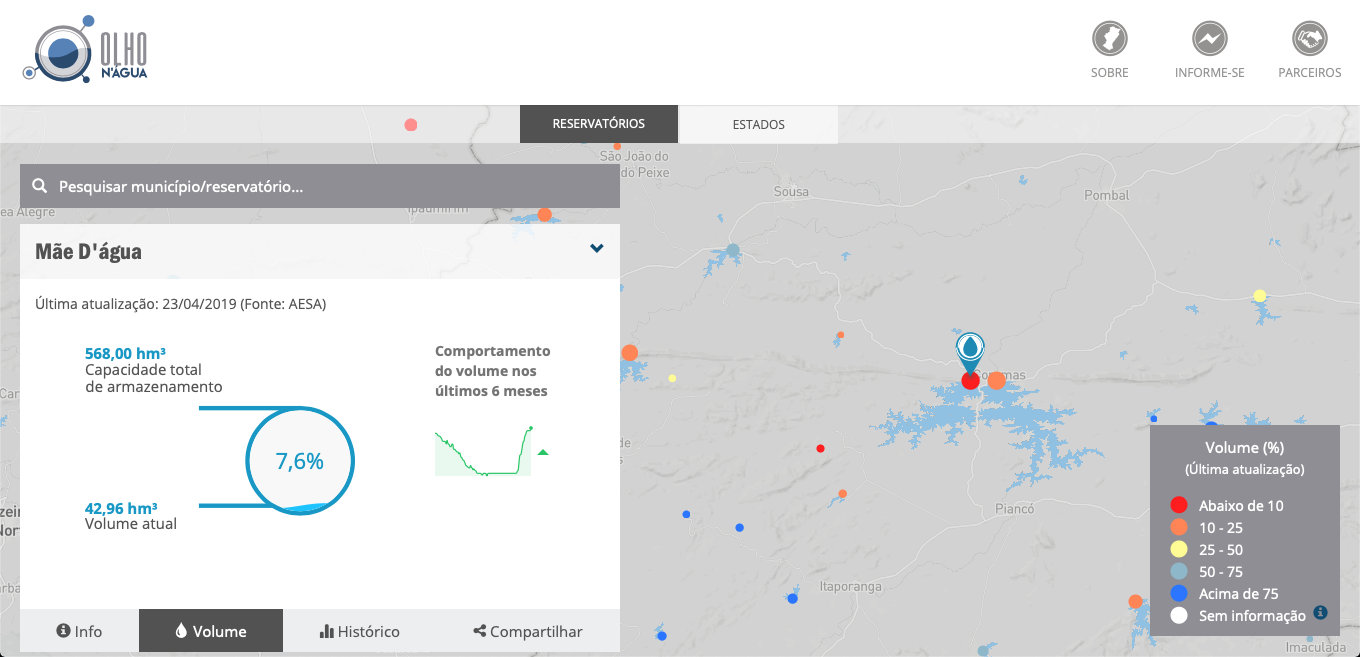 OLHO
N'ÁGUA
SOBRE
INFORME-SE
PARCEIROS
RESERVATÓRIOS
ESTADOS
São João do
do Peixe
Sousa
Pombal
Pesquisar município/reservatório...
ea Alegre
Ipaumirim
Mãe D'água
Última atualização: 23/04/2019 (Fonte: AESA)
568,00 hm³
Capacidade total
de armazenamento
7,6%
42,96 hm³
Volume atual
Comportamento
do volume nos
últimos 6 meses
Piancó
Itaporanga
Imaculada
Volume (%)
(Última atualização)
Abaixo de 10
10 - 25
25 - 50
50 - 75
Acima de 75
Sem informação
Info
Volume
Histórico
Compartilhar